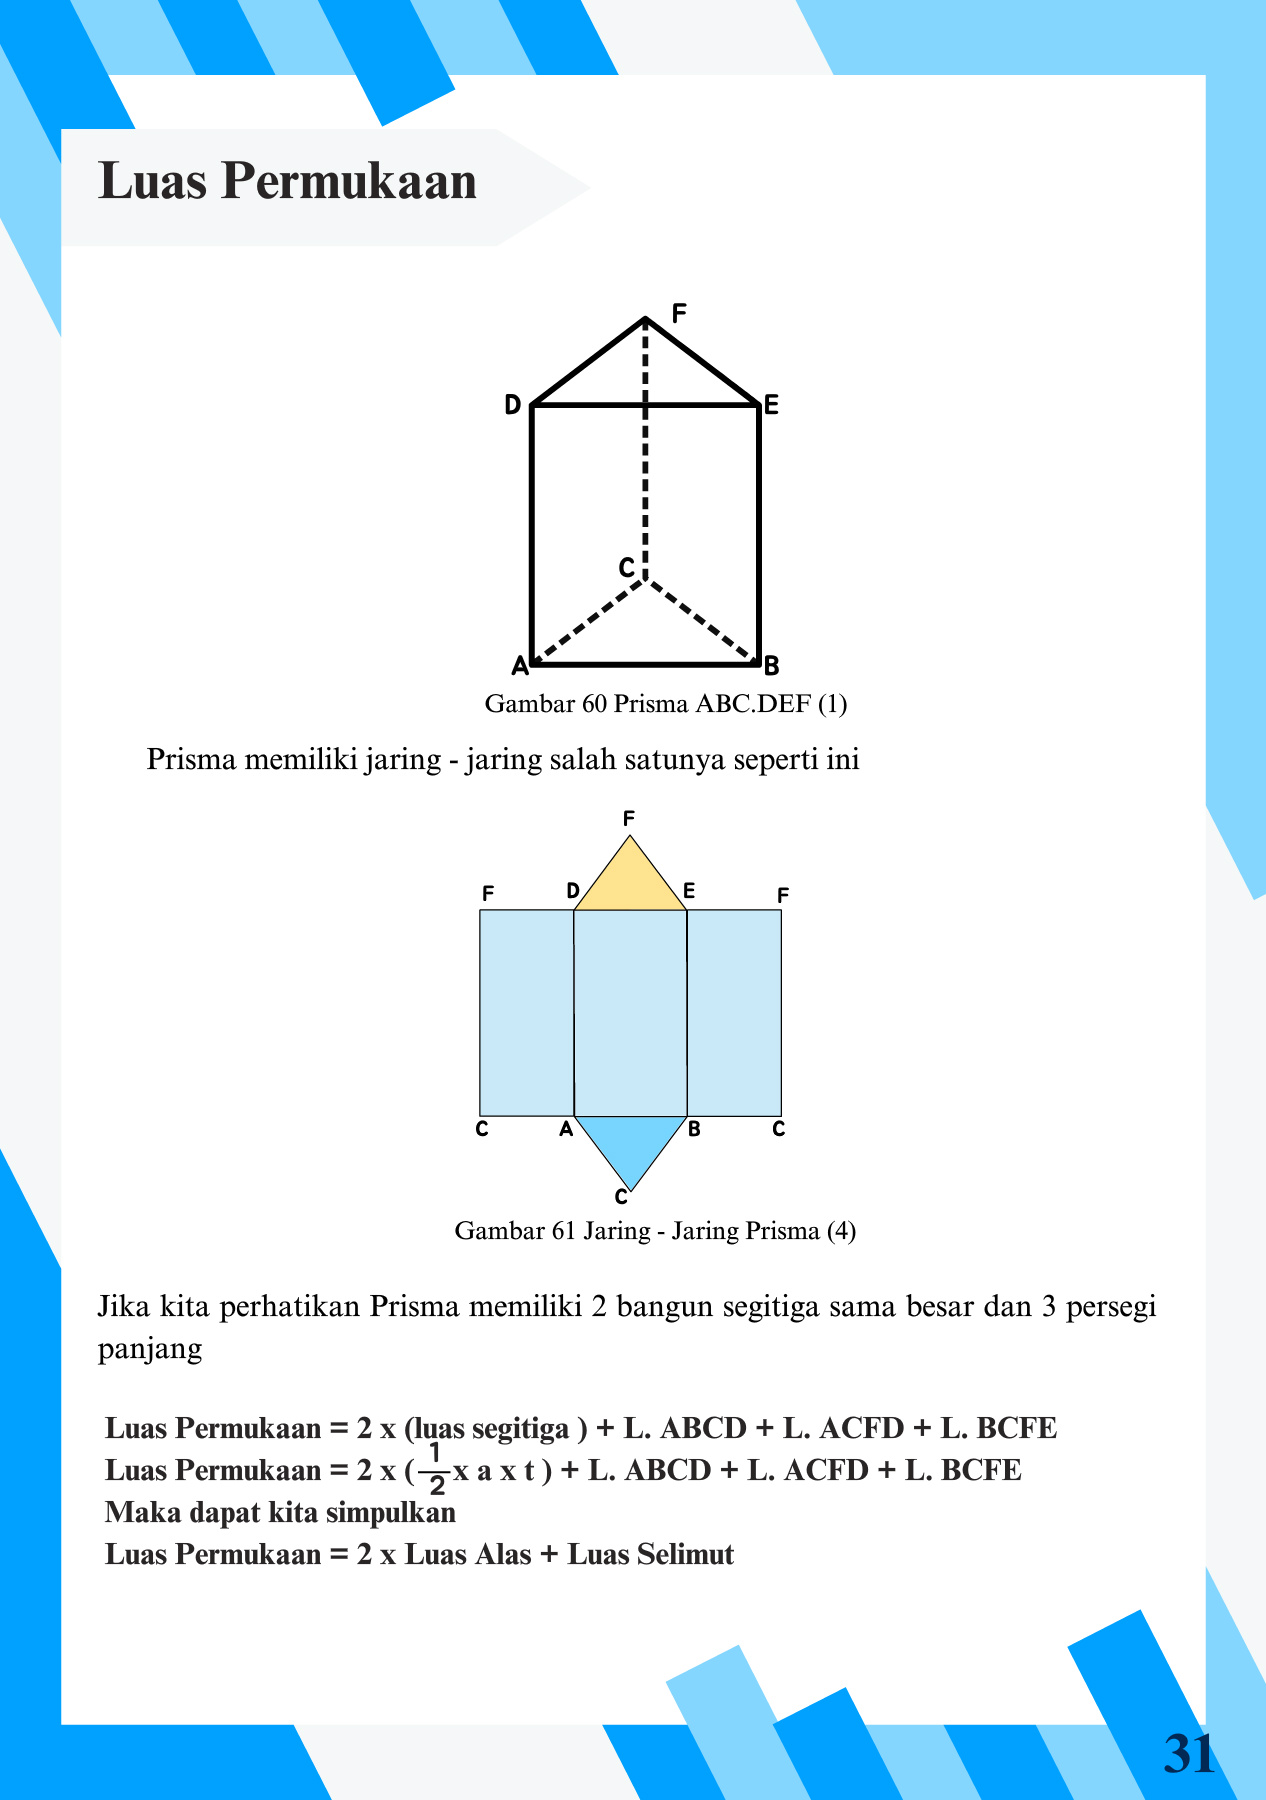 Luas Permukaan
F
D
E
C
A
B
Gambar 60 Prisma ABC.DEF (1)
Prisma memiliki jaring - jaring salah satunya seperti ini
F
F D E F
C A B C
C
Gambar 61 Jaring - Jaring Prisma (4)
Jika kita perhatikan Prisma memiliki 2 bangun segitiga sama besar dan 3 persegi
panjang
Luas Permukaan = 2 x (luas segitiga ) + L. ABCD + L. ACFD + L. BCFE
Luas Permukaan = 2 x ( 1/2 x a x t ) + L. ABCD + L. ACFD + L. BCFE
Maka dapat kita simpulkan
Luas Permukaan = 2 x Luas Alas + Luas Selimut
31